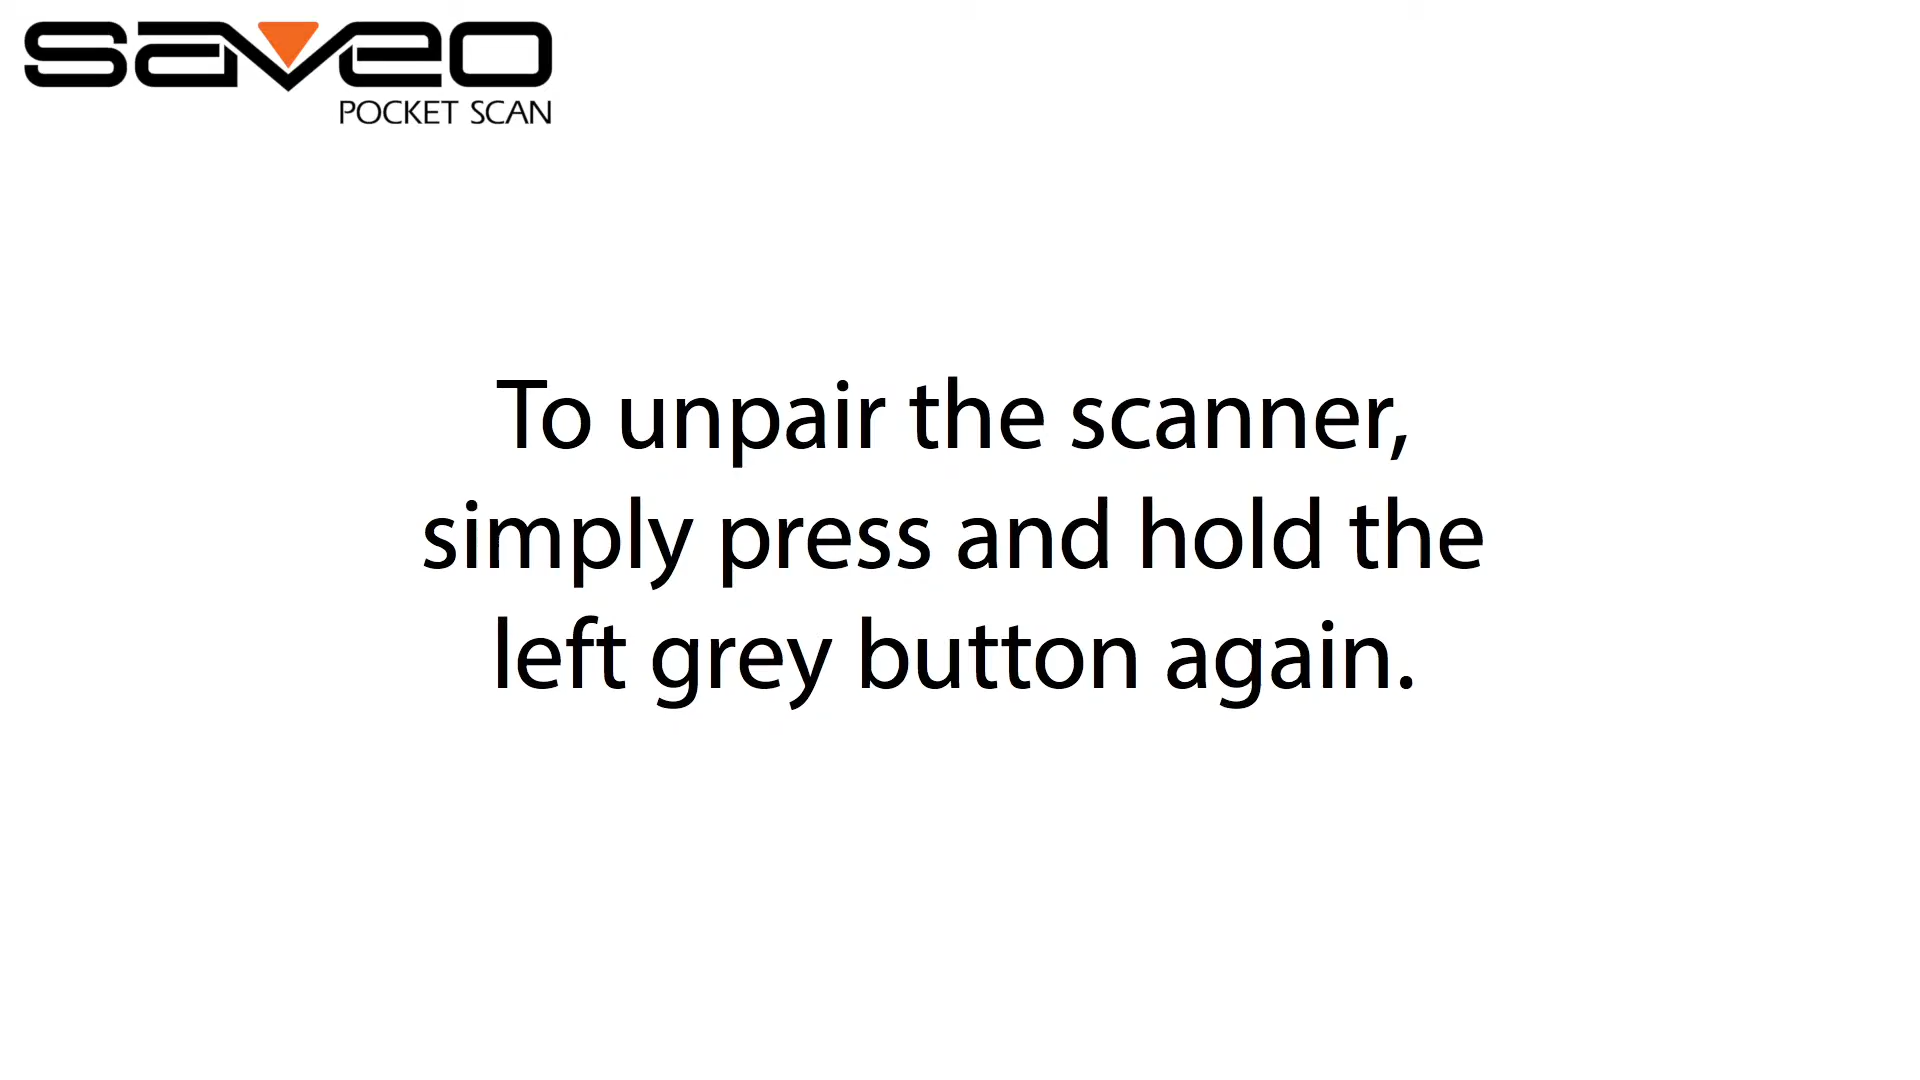 saveo
POCKET SCAN
To unpair the scanner,
simply press and hold the
left grey button again.